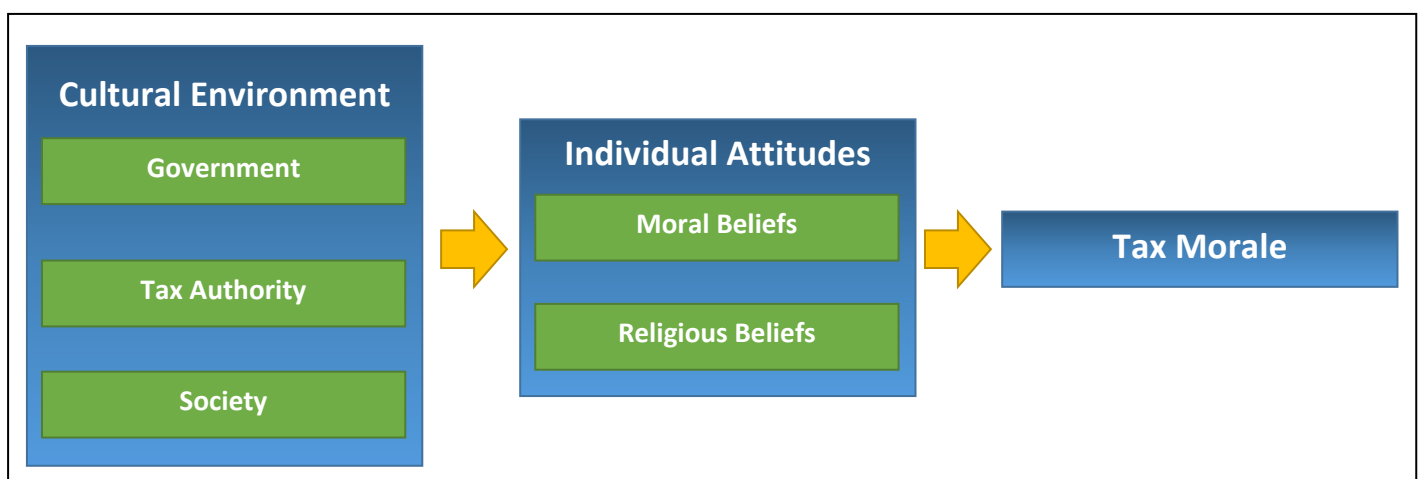 Cultural Environment
Government
Tax Authority
Society
Individual Attitudes
Moral Beliefs
Religious Beliefs
Tax Morale